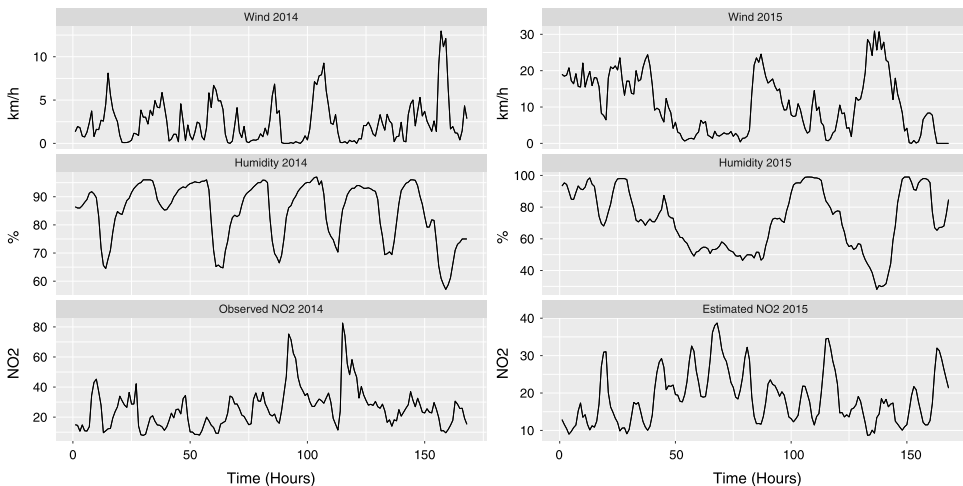 Wind 2014
km/h
10
5
0
Humidity 2014
%
90
80
70
60
Observed NO2 2014
NO2
80
60
40
20
0
50
100
150
Time (Hours)
Wind 2015
km/h
30
20
10
0
Humidity 2015
%
100
80
60
40
Estimated NO2 2015
NO2
40
30
20
10
0
50
100
150
Time (Hours)